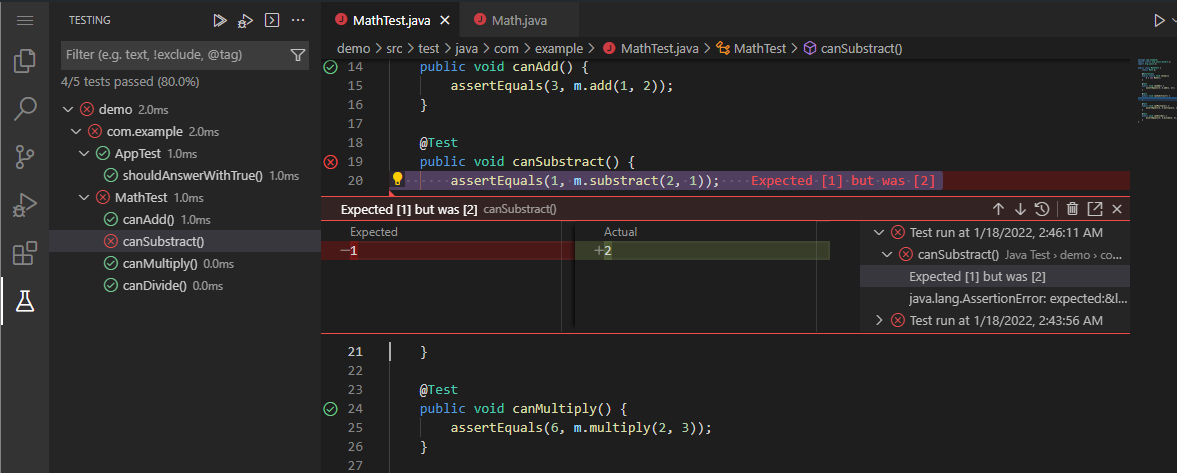 TESTING
Filter (e.g. text, !exclude, @tag)
4/5 tests passed (80.0%)
demo 2.0ms
com.example 2.0ms
AppTest 1.0ms
shouldAnswerWithTrue() 1.0ms
MathTest 1.0ms
canAdd() 1.0ms
canSubstract()
canMultiply() 0.0ms
canDivide() 0.0ms
MathTest.java
Math.java
demo > src > test > java > com > example > MathTest.java > MathTest > canSubstract()
14 public void canAdd() {
15 assertEquals(3, m.add(1, 2));
16 }
17
18 @Test
19 public void canSubstract() {
20 assertEquals(1, m.substract(2, 1)); Expected [1] but was [2]
Expected [1] but was [2] canSubstract()
Expected
Actual
−1
+2
Test run at 1/18/2022, 2:46:11 AM
canSubstract() Java Test › demo › co...
Expected [1] but was [2]
java.lang.AssertionError: expected:&l...
Test run at 1/18/2022, 2:43:56 AM
21 }
22
23 @Test
24 public void canMultiply() {
25 assertEquals(6, m.multiply(2, 3));
26 }
27